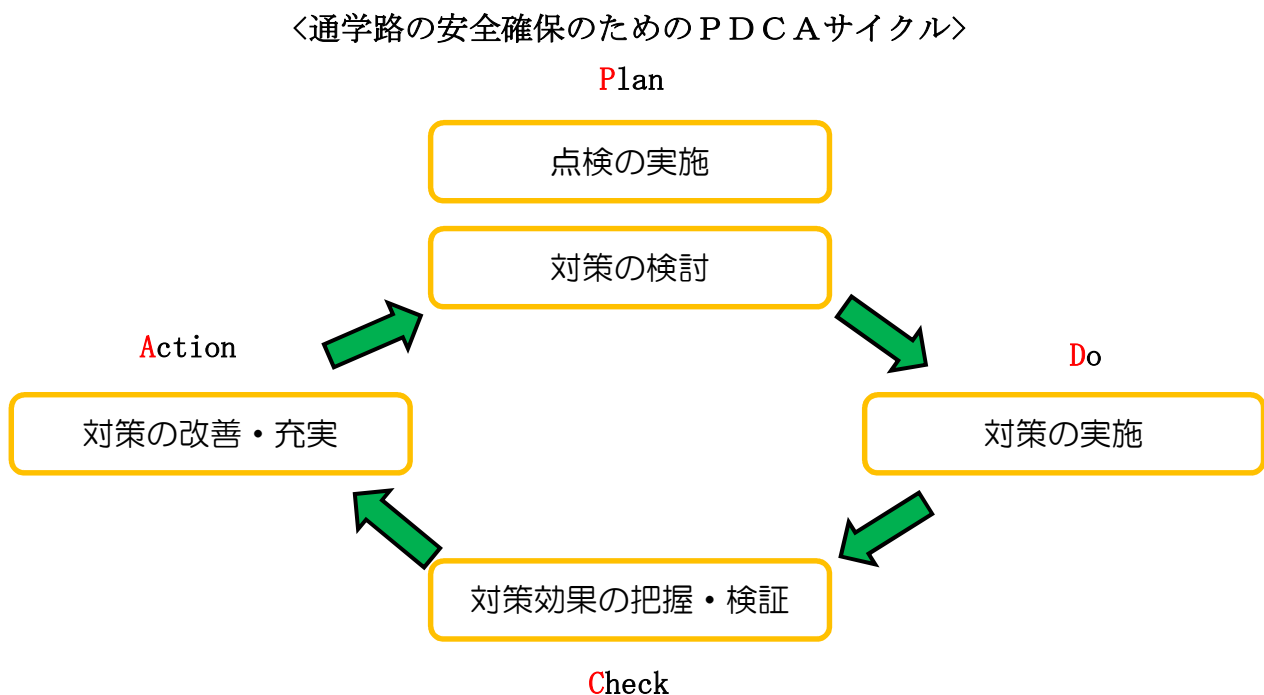 <通学路の安全確保のためのＰＤＣＡサイクル>
Plan
点検の実施
対策の検討
Action
Do
対策の改善・充実
対策の実施
対策効果の把握・検証
Check